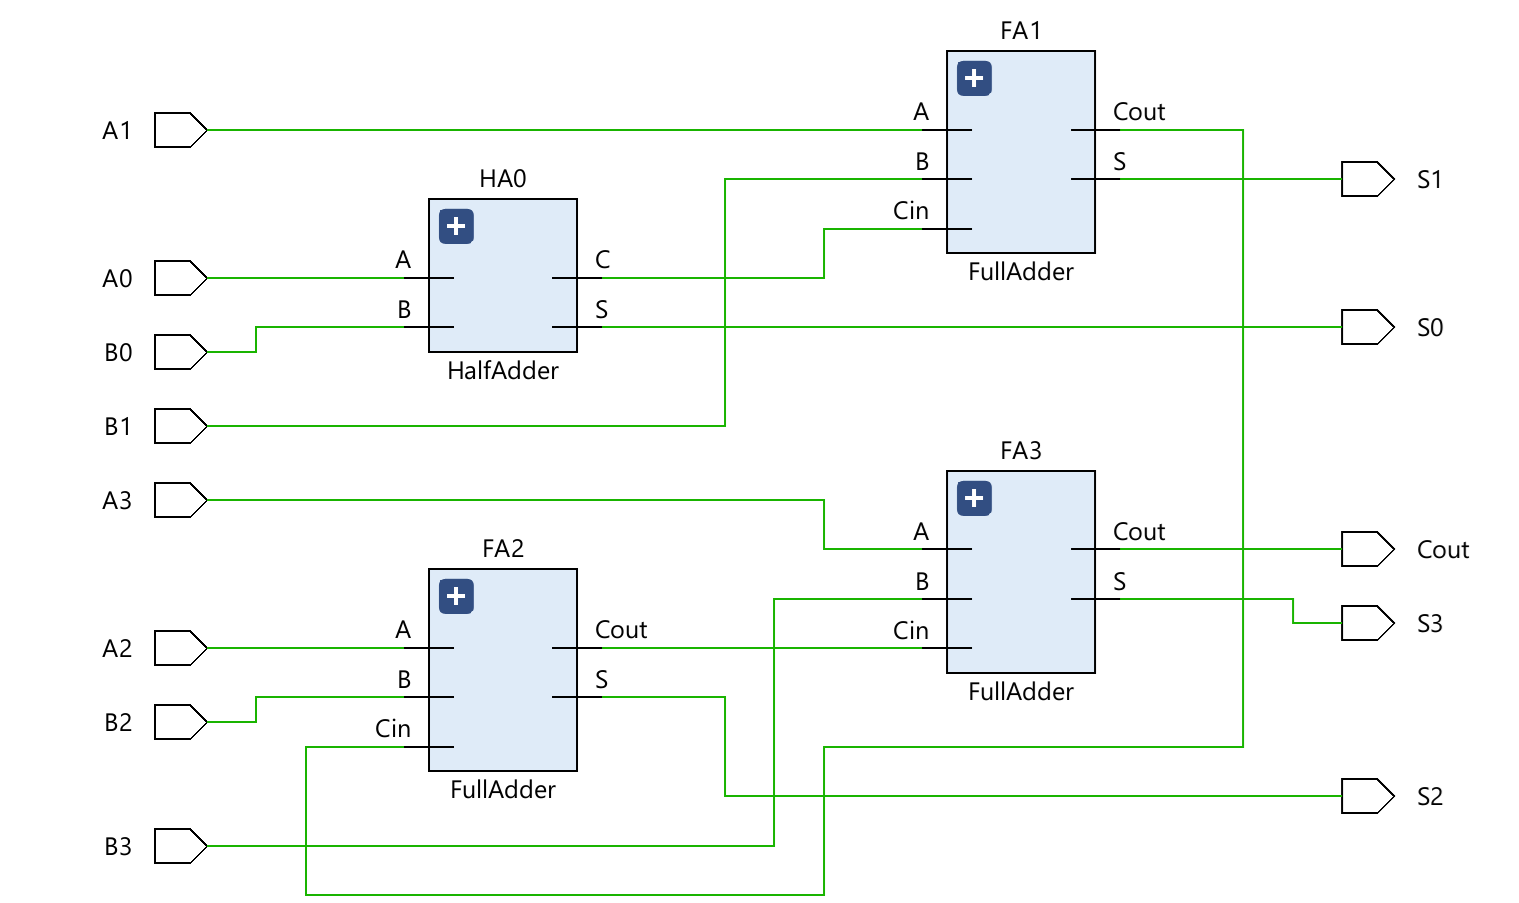 FA1
A1
A
Cout
B
S
S1
Cin
FullAdder
HA0
A0
A
C
B0
B
S
S0
HalfAdder
B1
A3
FA3
A
Cout
Cout
B
S
S3
Cin
FullAdder
FA2
A2
A
Cout
B2
B
S
Cin
FullAdder
S2
B3